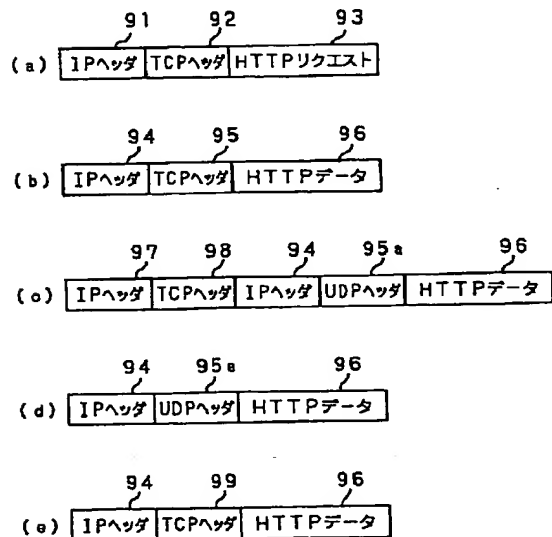 91 92 93
(a) IPヘッダ TCPヘッダ HTTPリクエスト
94 95 96
(b) IPヘッダ TCPヘッダ HTTPデータ
97 98 94 95a 96
(c) IPヘッダ TCPヘッダ IPヘッダ UDPヘッダ HTTPデータ
94 95a 96
(d) IPヘッダ UDPヘッダ HTTPデータ
94 99 96
(e) IPヘッダ TCPヘッダ HTTPデータ